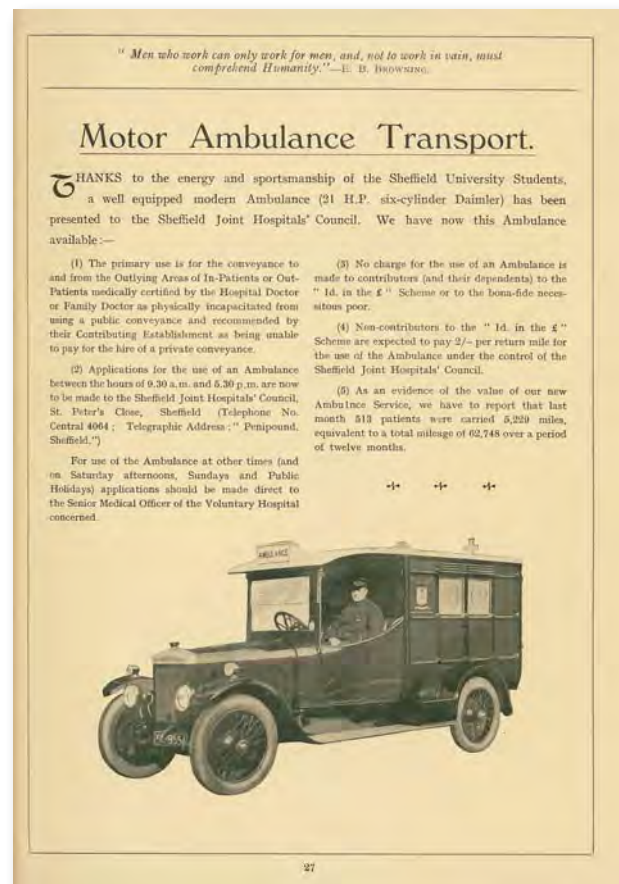 " Men who work can only work for men, and, not to work in vain, must
comprehend Humanity."—E. B. BROWNING.
Motor Ambulance Transport.
THANKS to the energy and sportsmanship of the Sheffield University Students,
a well equipped modern Ambulance (21 H.P. six-cylinder Daimler) has been
presented to the Sheffield Joint Hospitals' Council. We have now this Ambulance
available :—
(1) The primary use is for the conveyance to
and from the Outlying Areas of In-Patients or Out-
Patients medically certified by the Hospital Doctor
or Family Doctor as physically incapacitated from
using a public conveyance and recommended by
their Contributing Establishment as being unable
to pay for the hire of a private conveyance.
(2) Applications for the use of an Ambulance
between the hours of 9.30 a.m. and 5.30 p.m. are now
to be made to the Sheffield Joint Hospitals' Council,
St. Peter's Close, Sheffield (Telephone No.
Central 4064 ; Telegraphic Address ; " Penipound,
Sheffield.")
For use of the Ambulance at other times (and
on Saturday afternoons, Sundays and Public
Holidays) applications should be made direct to
the Senior Medical Officer of the Voluntary Hospital
concerned.
(3) No charge for the use of an Ambulance is
made to contributors (and their dependents) to the
" 1d. in the £ " Scheme or to the bona-fide neces-
sitous poor.
(4) Non-contributors to the " 1d. in the £ "
Scheme are expected to pay 2/- per return mile for
the use of the Ambulance under the control of the
Sheffield Joint Hospitals' Council.
(5) As an evidence of the value of our new
Ambulnce Service, we have to report that last
month 513 patients were carried 5,229 miles,
equivalent to a total mileage of 62,748 over a period
of twelve months.
AMBULANCE
27